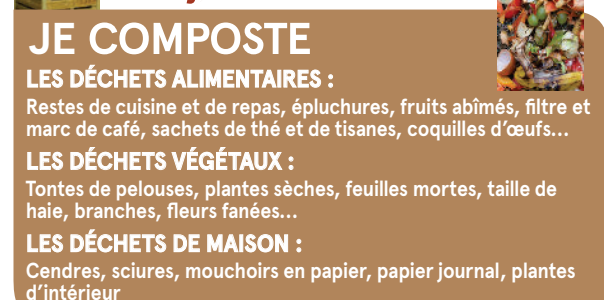 JE COMPOSTE
LES DÉCHETS ALIMENTAIRES :
Restes de cuisine et de repas, épluchures, fruits abîmés, filtre et
marc de café, sachets de thé et de tisanes, coquilles d'œufs...
LES DÉCHETS VÉGÉTAUX :
Tontes de pelouses, plantes sèches, feuilles mortes, taille de
haie, branches, fleurs fanées...
LES DÉCHETS DE MAISON :
Cendres, sciures, mouchoirs en papier, papier journal, plantes
d'intérieur